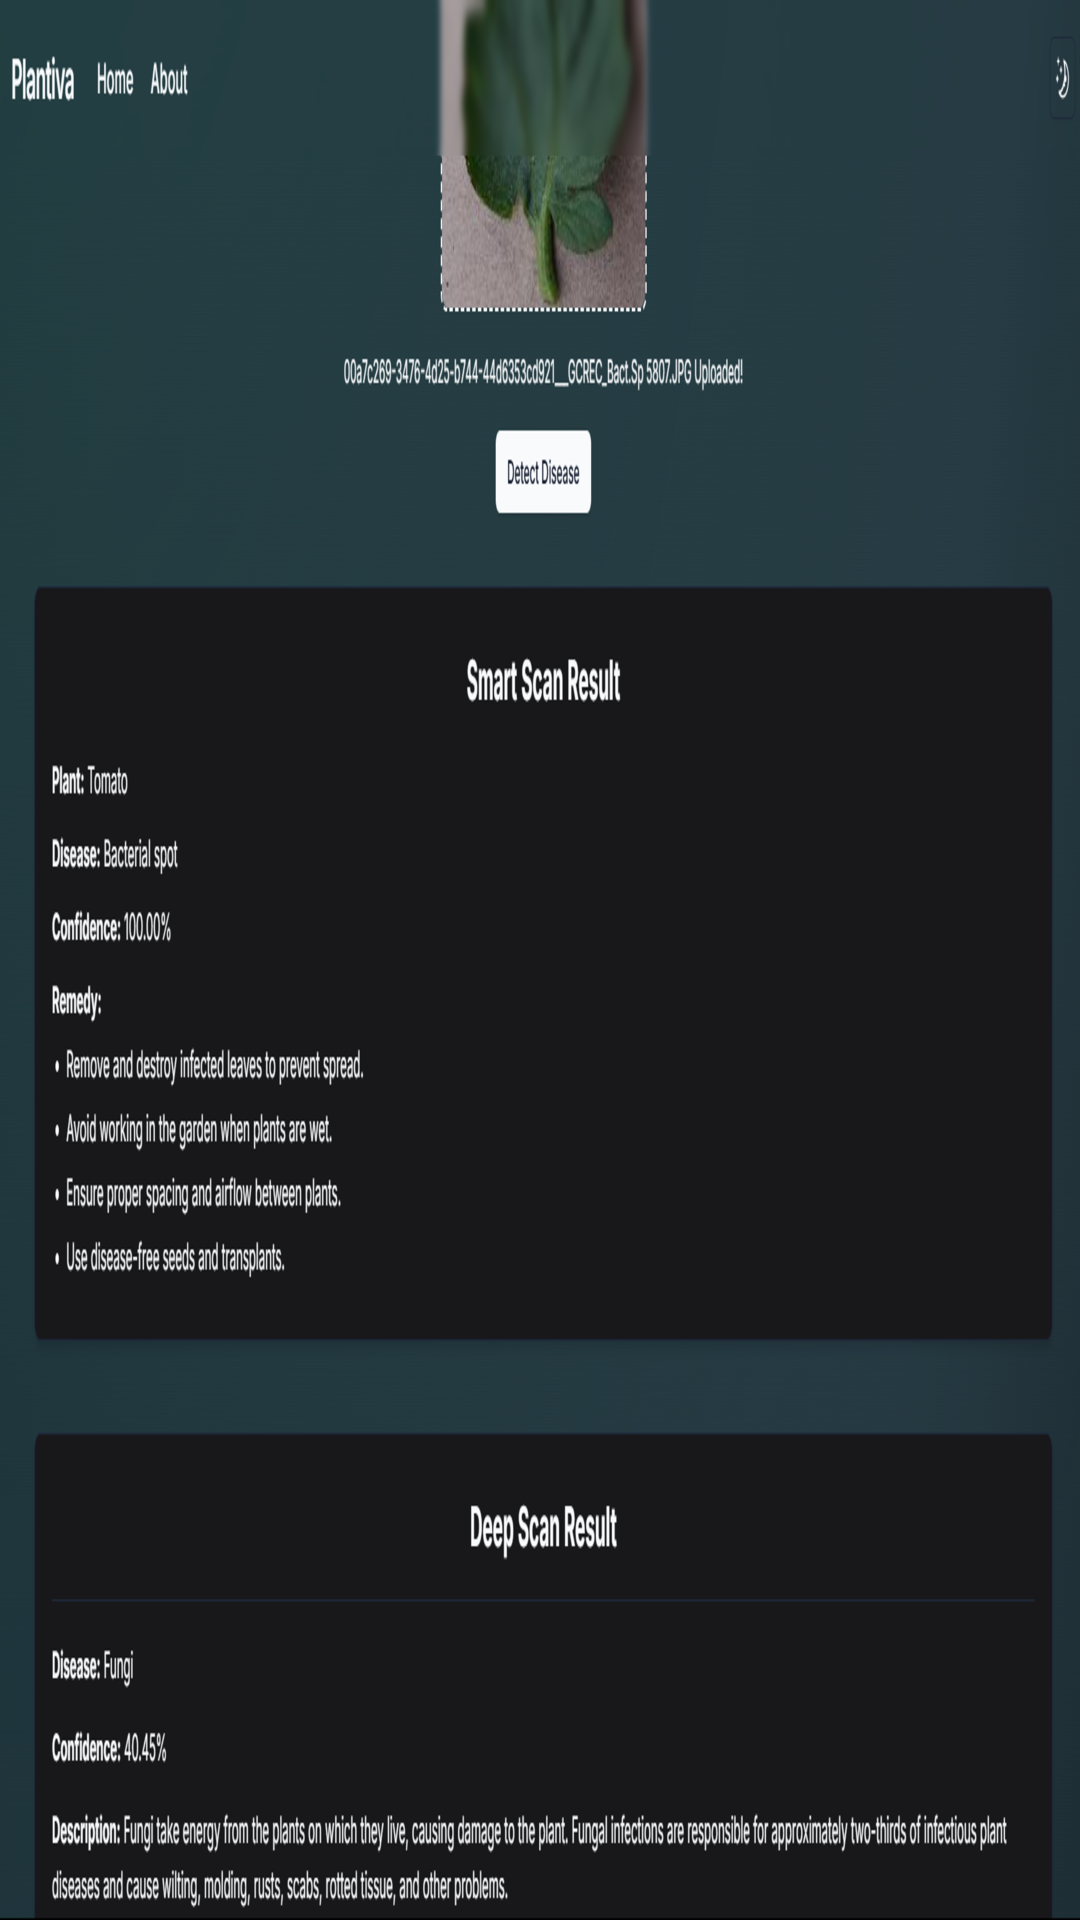 Plantiva Home About
00a7c269-3476-4d25-b744-44d6353cd921__GCREC_Bact.Sp 5807.JPG Uploaded!
Detect Disease
Smart Scan Result
Plant: Tomato
Disease: Bacterial spot
Confidence: 100.00%
Remedy:
• Remove and destroy infected leaves to prevent spread.
• Avoid working in the garden when plants are wet.
• Ensure proper spacing and airflow between plants.
• Use disease-free seeds and transplants.
Deep Scan Result
Disease: Fungi
Confidence: 40.45%
Description: Fungi take energy from the plants on which they live, causing damage to the plant. Fungal infections are responsible for approximately two-thirds of infectious plant
diseases and cause wilting, molding, rusts, scabs, rotted tissue, and other problems.